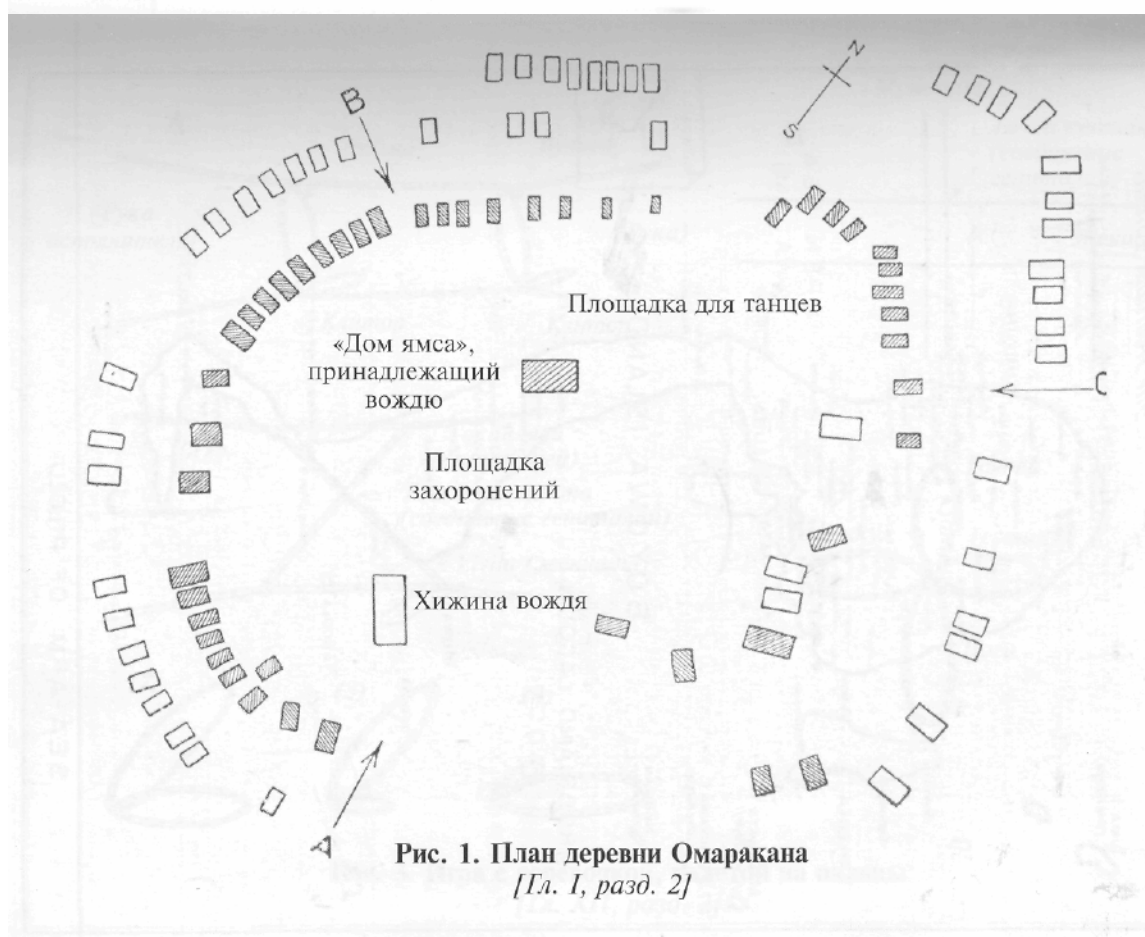 B
N
S
Площадка для танцев
«Дом ямса»,
принадлежащий
вождю
C
Площадка
захоронений
Хижина вождя
A
Рис. 1. План деревни Омаракана
[Гл. I, разд. 2]